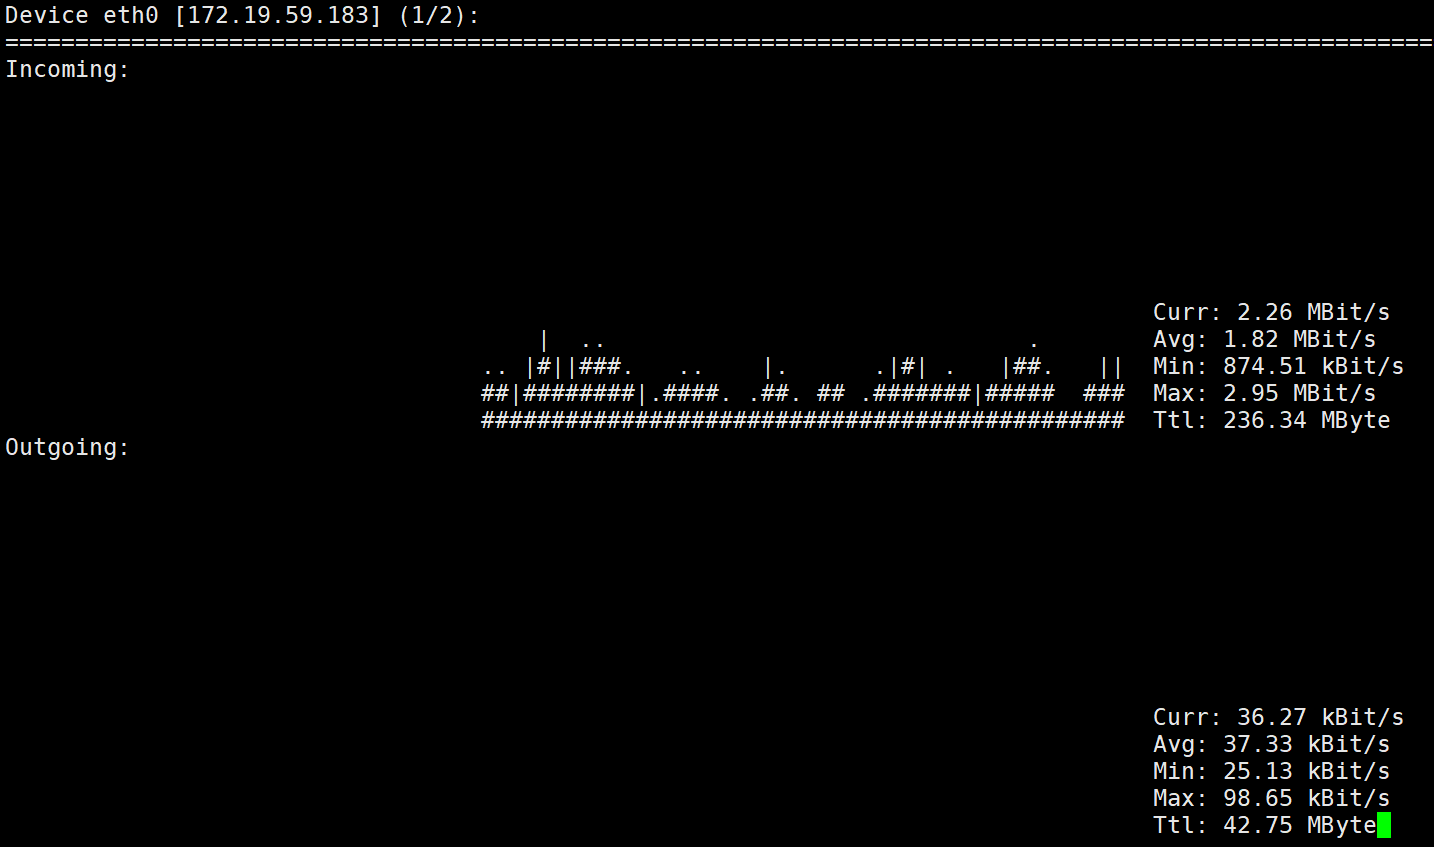 Device eth0 [172.19.59.183] (1/2):
======================================================================================================
Incoming:
Curr: 2.26 MBit/s
|  ..                              .        Avg: 1.82 MBit/s
.. |#||###.   ..    |.      .|#| .   |##.   ||  Min: 874.51 kBit/s
##|########|.####. .##. ## .#######|#####  ###  Max: 2.95 MBit/s
##############################################  Ttl: 236.34 MByte
Outgoing:
Curr: 36.27 kBit/s
Avg: 37.33 kBit/s
Min: 25.13 kBit/s
Max: 98.65 kBit/s
Ttl: 42.75 MByte